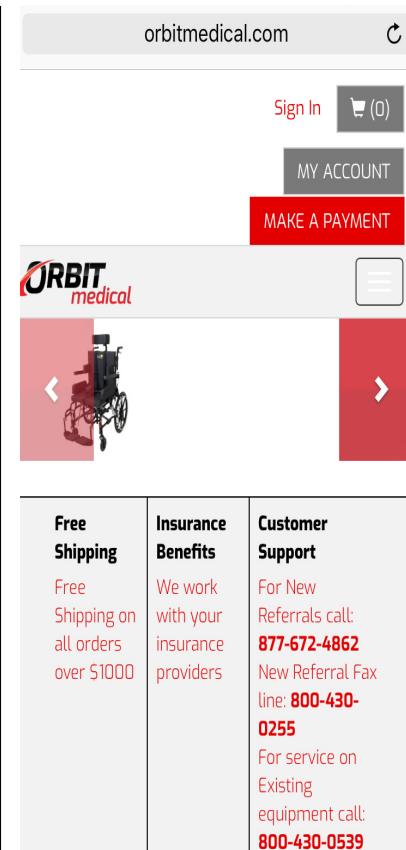 orbitmedical.com
Sign In
(0)
MY ACCOUNT
MAKE A PAYMENT
ORBIT
medical
Free
Shipping
Free
Shipping on
all orders
over $1000
Insurance
Benefits
We work
with your
insurance
providers
Customer
Support
For New
Referrals call:
877-672-4862
New Referral Fax
line: 800-430-
0255
For service on
Existing
equipment call:
800-430-0539